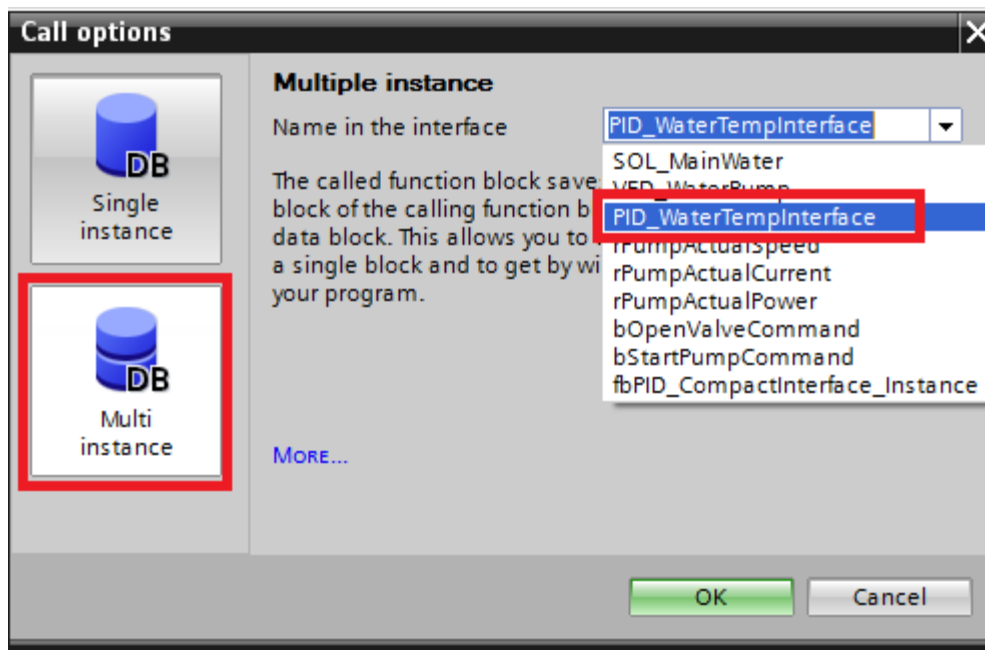 Call options
Multiple instance
Name in the interface
PID_WaterTempInterface
SOL_MainWater
VFD_WaterPump
PID_WaterTempInterface
rPumpActualSpeed
rPumpActualCurrent
rPumpActualPower
bOpenValveCommand
bStartPumpCommand
fbPID_CompactInterface_Instance
The called function block save
block of the calling function b
data block. This allows you to
a single block and to get by wi
your program.
DB
Single
instance
DB
Multi
instance
MORE...
OK
Cancel